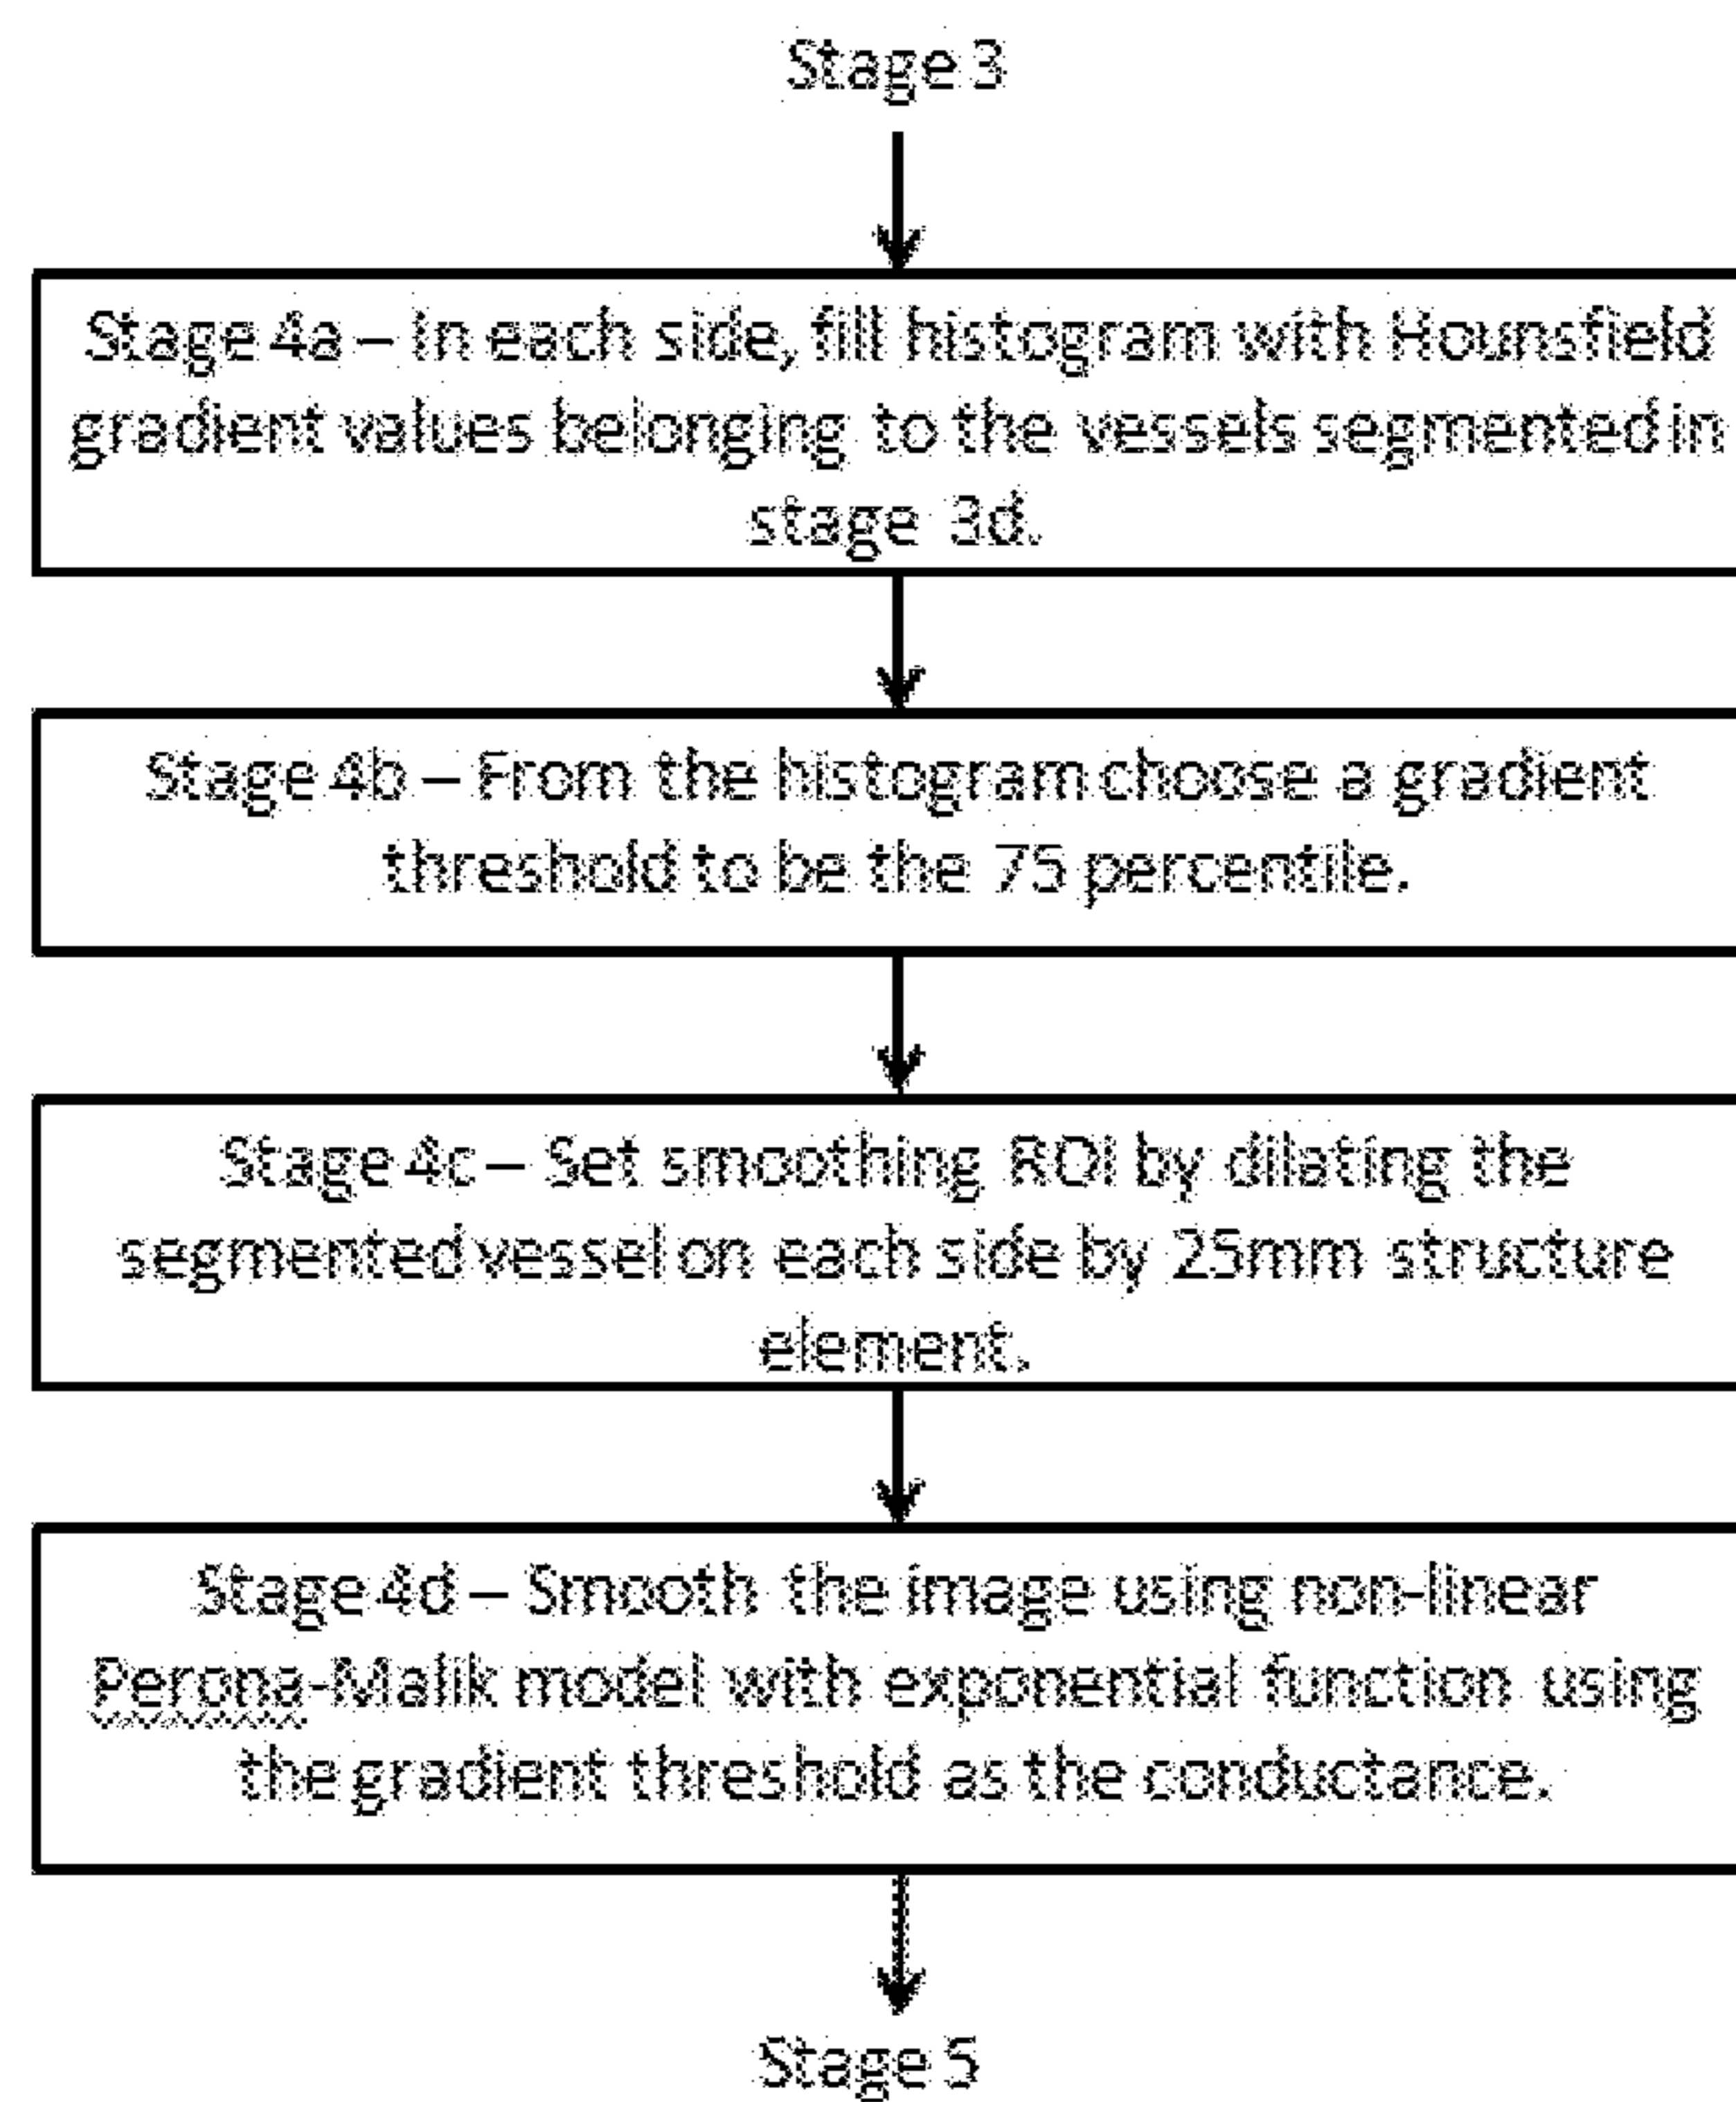 Stage 3
Stage 4a – In each side, fill histogram with Hounsfield
gradient values belonging to the vessels segmented in
stage 3d.
Stage 4b – From the histogram choose a gradient
threshold to be the 75 percentile.
Stage 4c – Set smoothing ROI by dilating the
segmented vessel on each side by 25mm structure
element.
Stage 4d – Smooth the image using non-linear
Perona-Malik model with exponential function using
the gradient threshold as the conductance.
Stage 5